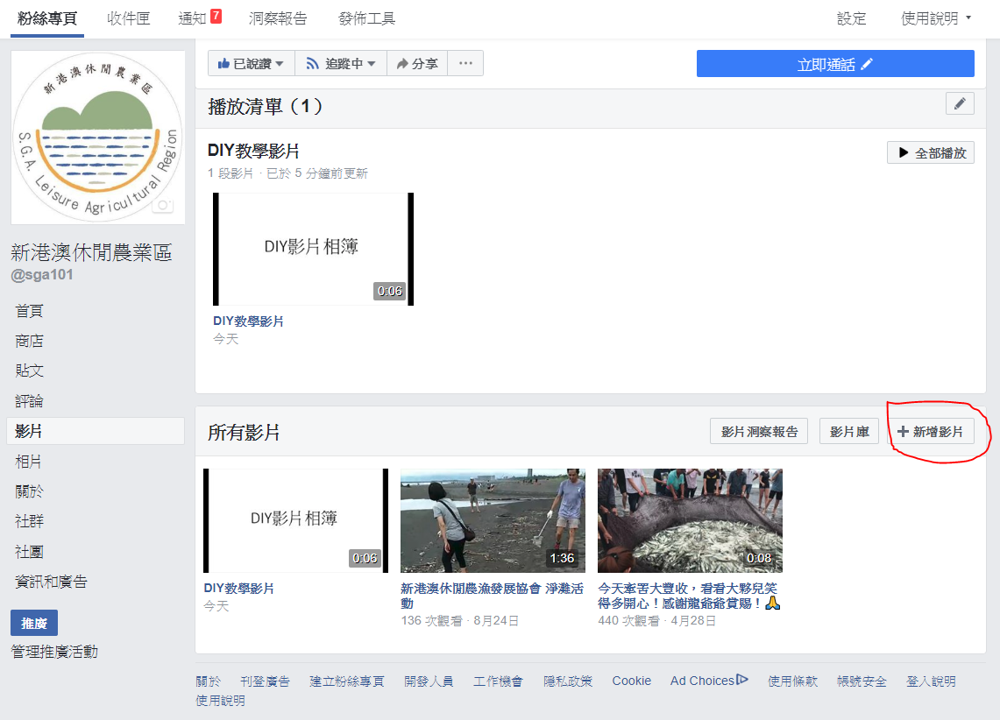 粉絲專頁 收件匣 通知 7 洞察報告 發佈工具 設定 使用說明
新港澳休閒農業區
S.G.A. Leisure Agricultural Region
已說讚 追蹤中 分享 ... 立即通話
播放清單（1）
DIY教學影片 全部播放
1 段影片 · 已於 5 分鐘前更新
DIY影片相簿
0:06
DIY教學影片
今天
新港澳休閒農業區
@sga101
首頁
商店
貼文
評論
影片
相片
關於
社群
社團
資訊和廣告
推廣
管理推廣活動
所有影片 影片洞察報告 影片庫 新增影片
DIY影片相簿
0:06 1:36 0:08
DIY教學影片
今天
新港澳休閒農漁發展協會 淨灘活
動
136 次觀看 · 8月24日
今天牽罟大豐收，看看大夥兒笑
得多開心！感謝龍爺爺賞賜！🙏
440 次觀看 · 4月28日
關於 刊登廣告 建立粉絲專頁 開發人員 工作機會 隱私政策 Cookie Ad Choices 使用條款 帳號安全 登入說明
使用說明